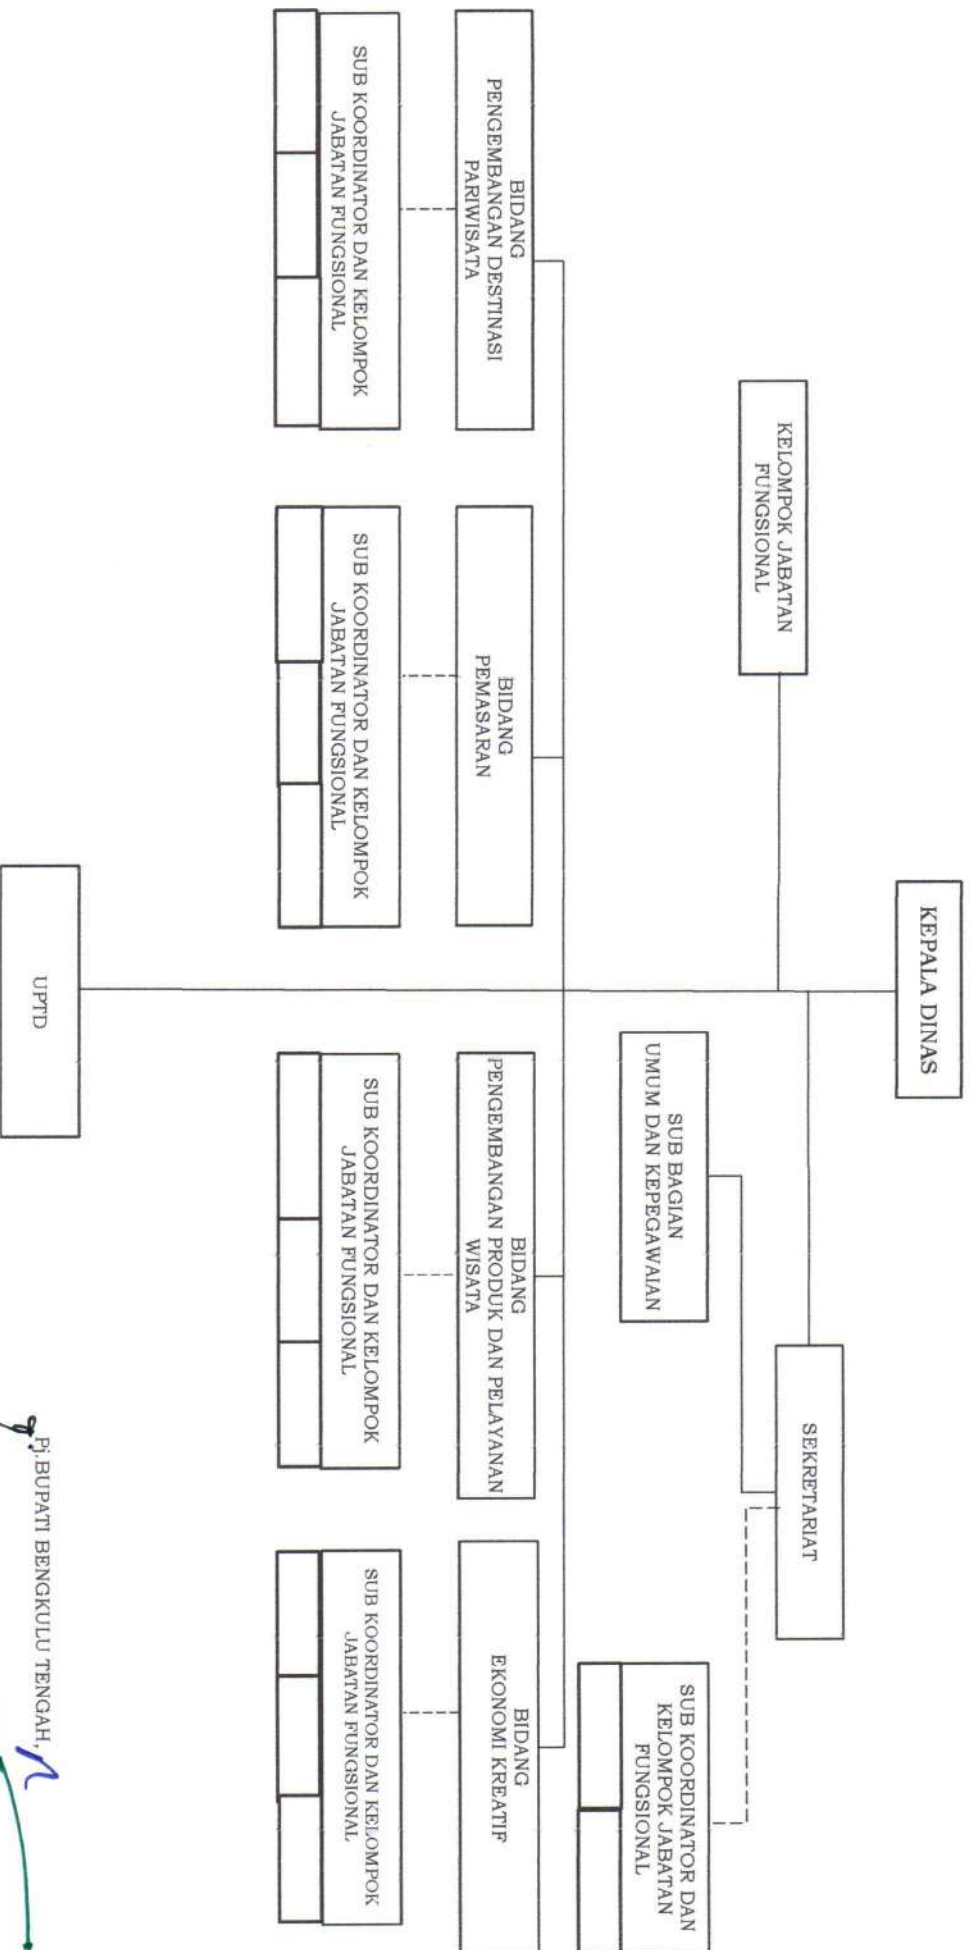 KEPALA DINAS
KELOMPOK JABATAN
FUNGSIONAL
SEKRETARIAT
SUB BAGIAN
UMUM DAN KEPEGAWAIAN
SUB KOORDINATOR DAN
KELOMPOK JABATAN
FUNGSIONAL
BIDANG
PENGEMBANGAN DESTINASI
PARIWISATA
BIDANG
PEMASARAN
BIDANG
PENGEMBANGAN PRODUK DAN PELAYANAN
WISATA
BIDANG
EKONOMI KREATIF
SUB KOORDINATOR DAN KELOMPOK
JABATAN FUNGSIONAL
SUB KOORDINATOR DAN KELOMPOK
JABATAN FUNGSIONAL
SUB KOORDINATOR DAN KELOMPOK
JABATAN FUNGSIONAL
SUB KOORDINATOR DAN KELOMPOK
JABATAN FUNGSIONAL
UPTD
Pj.BUPATI BENGKULU TENGAH,